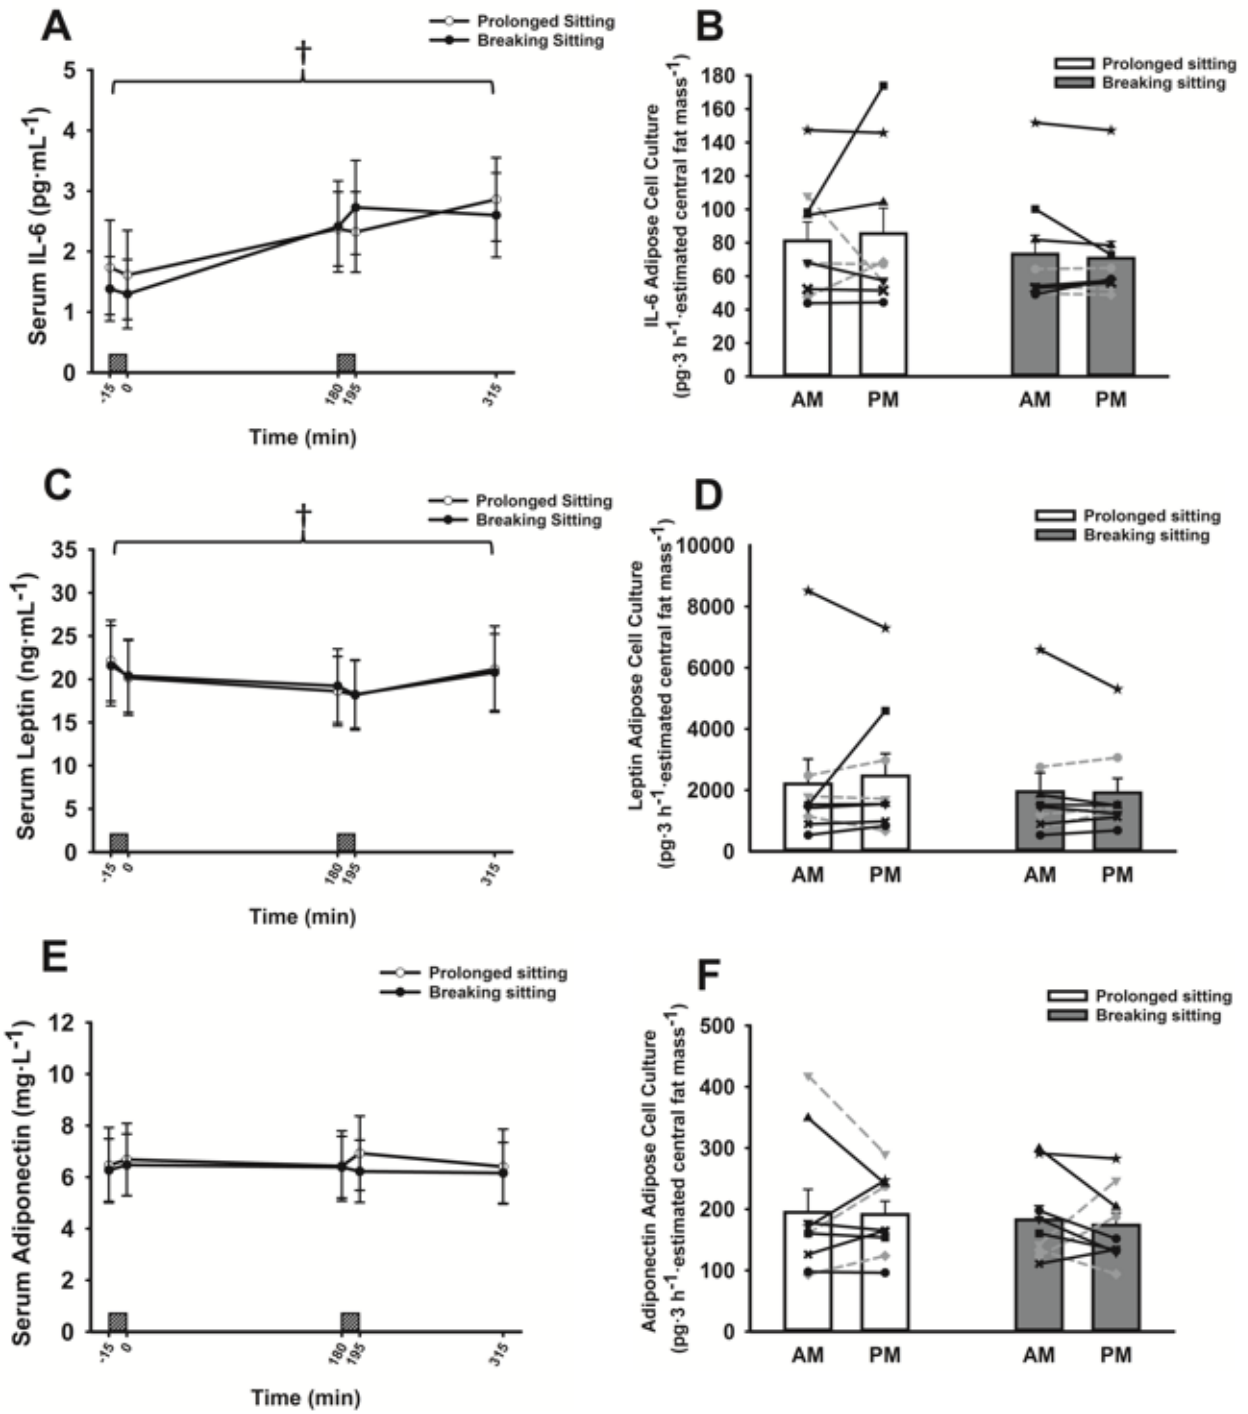 A
Prolonged Sitting
Breaking Sitting
†
Serum IL-6 (pg·mL⁻¹)
5
4
3
2
1
0
-15
0
180
195
315
Time (min)
B
Prolonged sitting
Breaking sitting
IL-6 Adipose Cell Culture
(pg·3 h⁻¹·estimated central fat mass⁻¹)
180
160
140
120
100
80
60
40
20
0
AM
PM
AM
PM
C
Prolonged Sitting
Breaking Sitting
†
Serum Leptin (ng·mL⁻¹)
35
30
25
20
15
10
5
0
-15
0
180
195
315
Time (min)
D
Prolonged sitting
Breaking sitting
Leptin Adipose Cell Culture
(pg·3 h⁻¹·estimated central fat mass⁻¹)
10000
8000
6000
4000
2000
0
AM
PM
AM
PM
E
Prolonged sitting
Breaking sitting
Serum Adiponectin (mg·L⁻¹)
12
10
8
6
4
2
0
-15
0
180
195
315
Time (min)
F
Prolonged sitting
Breaking sitting
Adiponectin Adipose Cell Culture
(pg·3 h⁻¹·estimated central fat mass⁻¹)
500
400
300
200
100
0
AM
PM
AM
PM